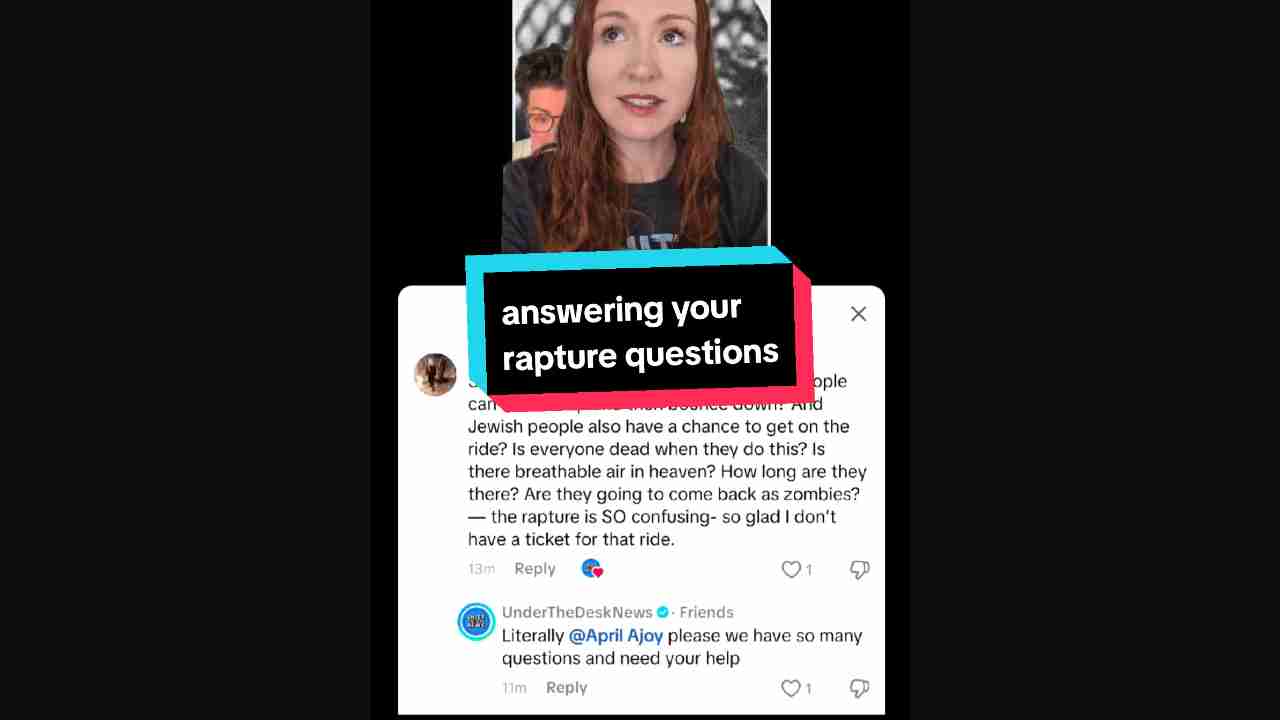 answering your
rapture questions
ople
can
And
Jewish people also have a chance to get on the
ride? Is everyone dead when they do this? Is
there breathable air in heaven? How long are they
there? Are they going to come back as zombies?
— the rapture is SO confusing- so glad I don't
have a ticket for that ride.
13m Reply 1
UnderTheDeskNews · Friends
Literally @April Ajoy please we have so many
questions and need your help
11m Reply 1